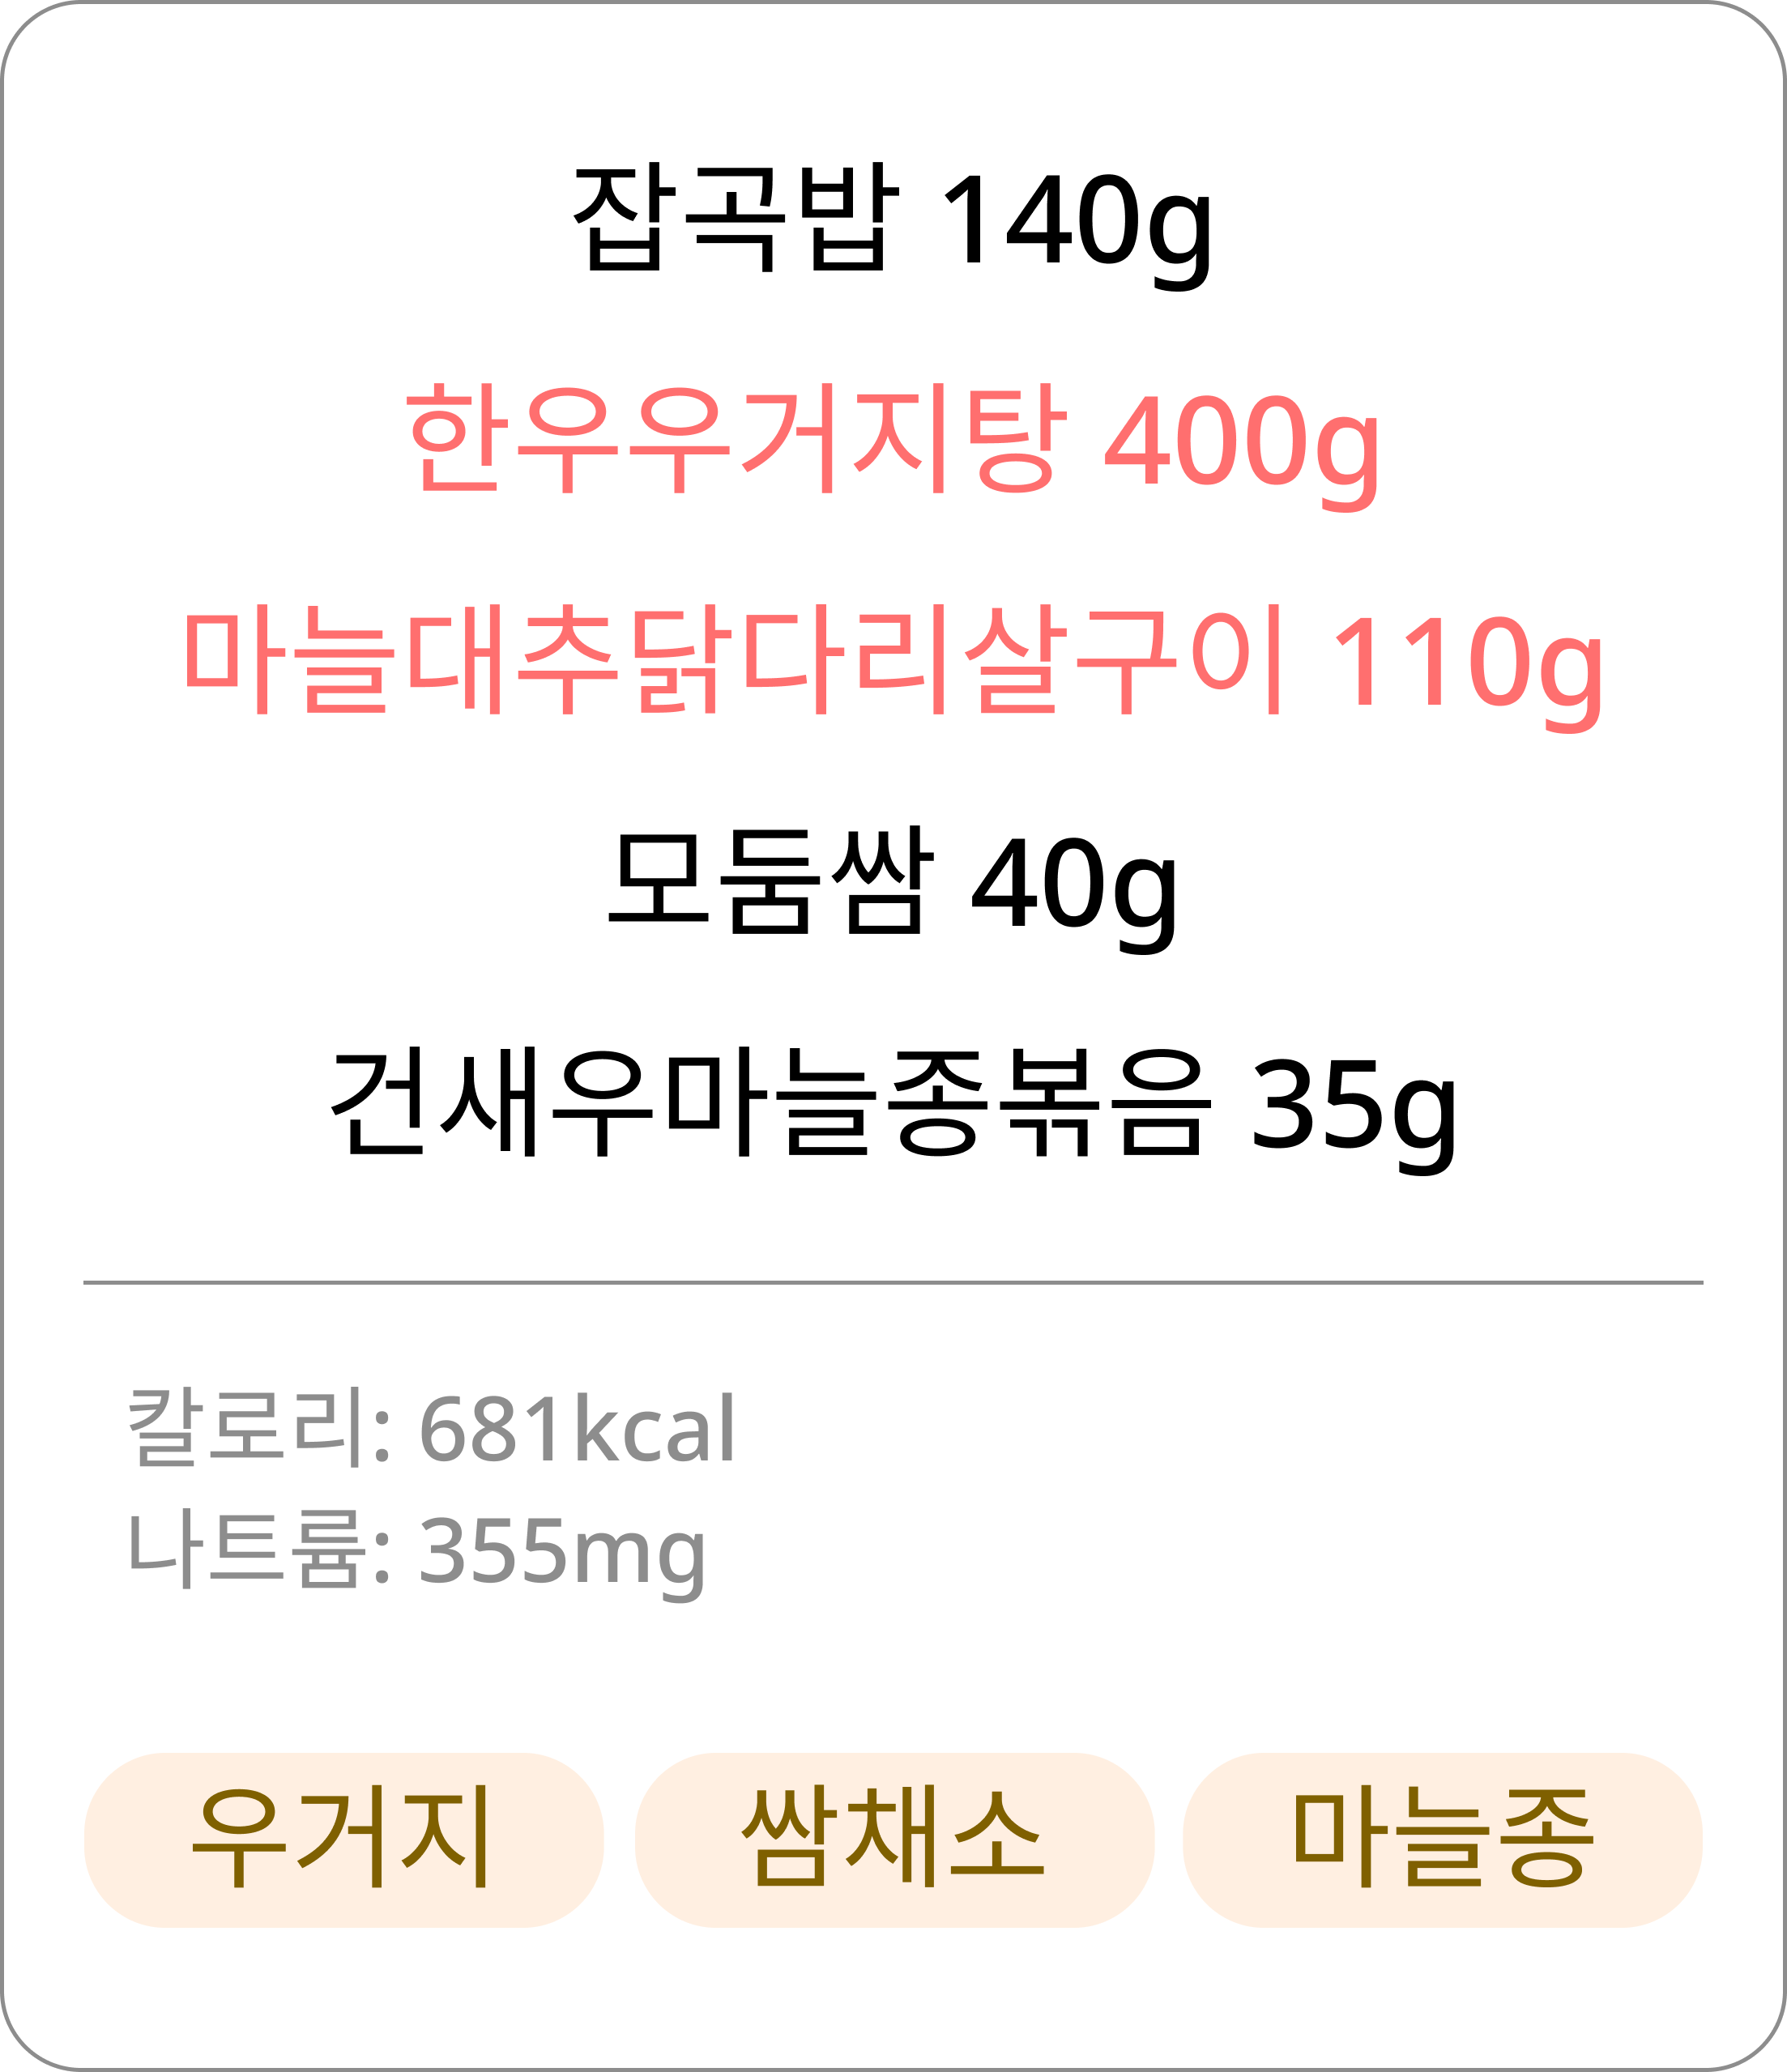 잡곡밥 140g
한우우거지탕 400g
마늘대추닭다리살구이 110g
모둠쌈 40g
건새우마늘종볶음 35g
칼로리: 681kcal
나트륨: 355mg
우거지 쌈채소 마늘종